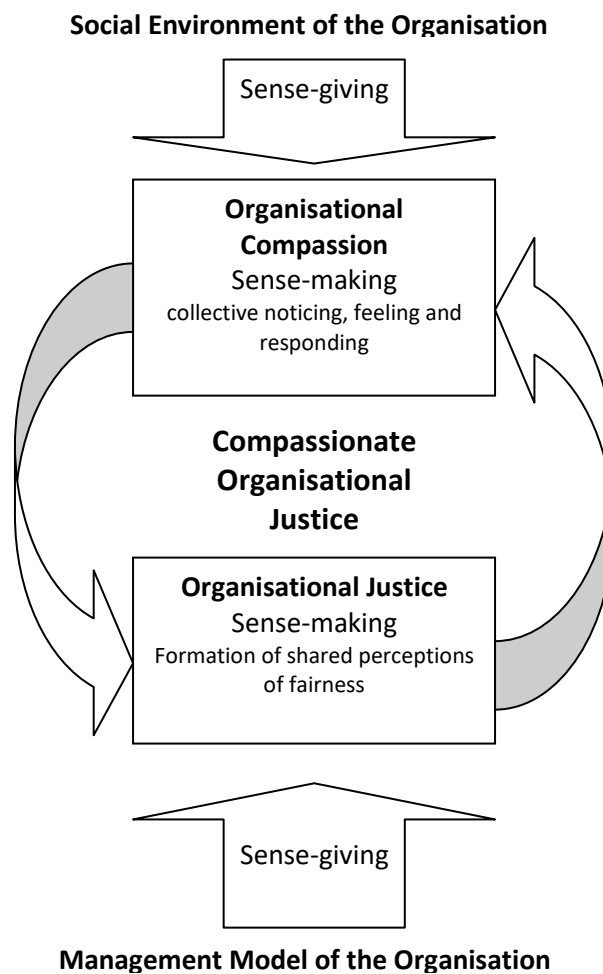 Social Environment of the Organisation
Sense-giving
Organisational
Compassion
Sense-making
collective noticing, feeling and
responding
Compassionate
Organisational
Justice
Organisational Justice
Sense-making
Formation of shared perceptions
of fairness
Sense-giving
Management Model of the Organisation